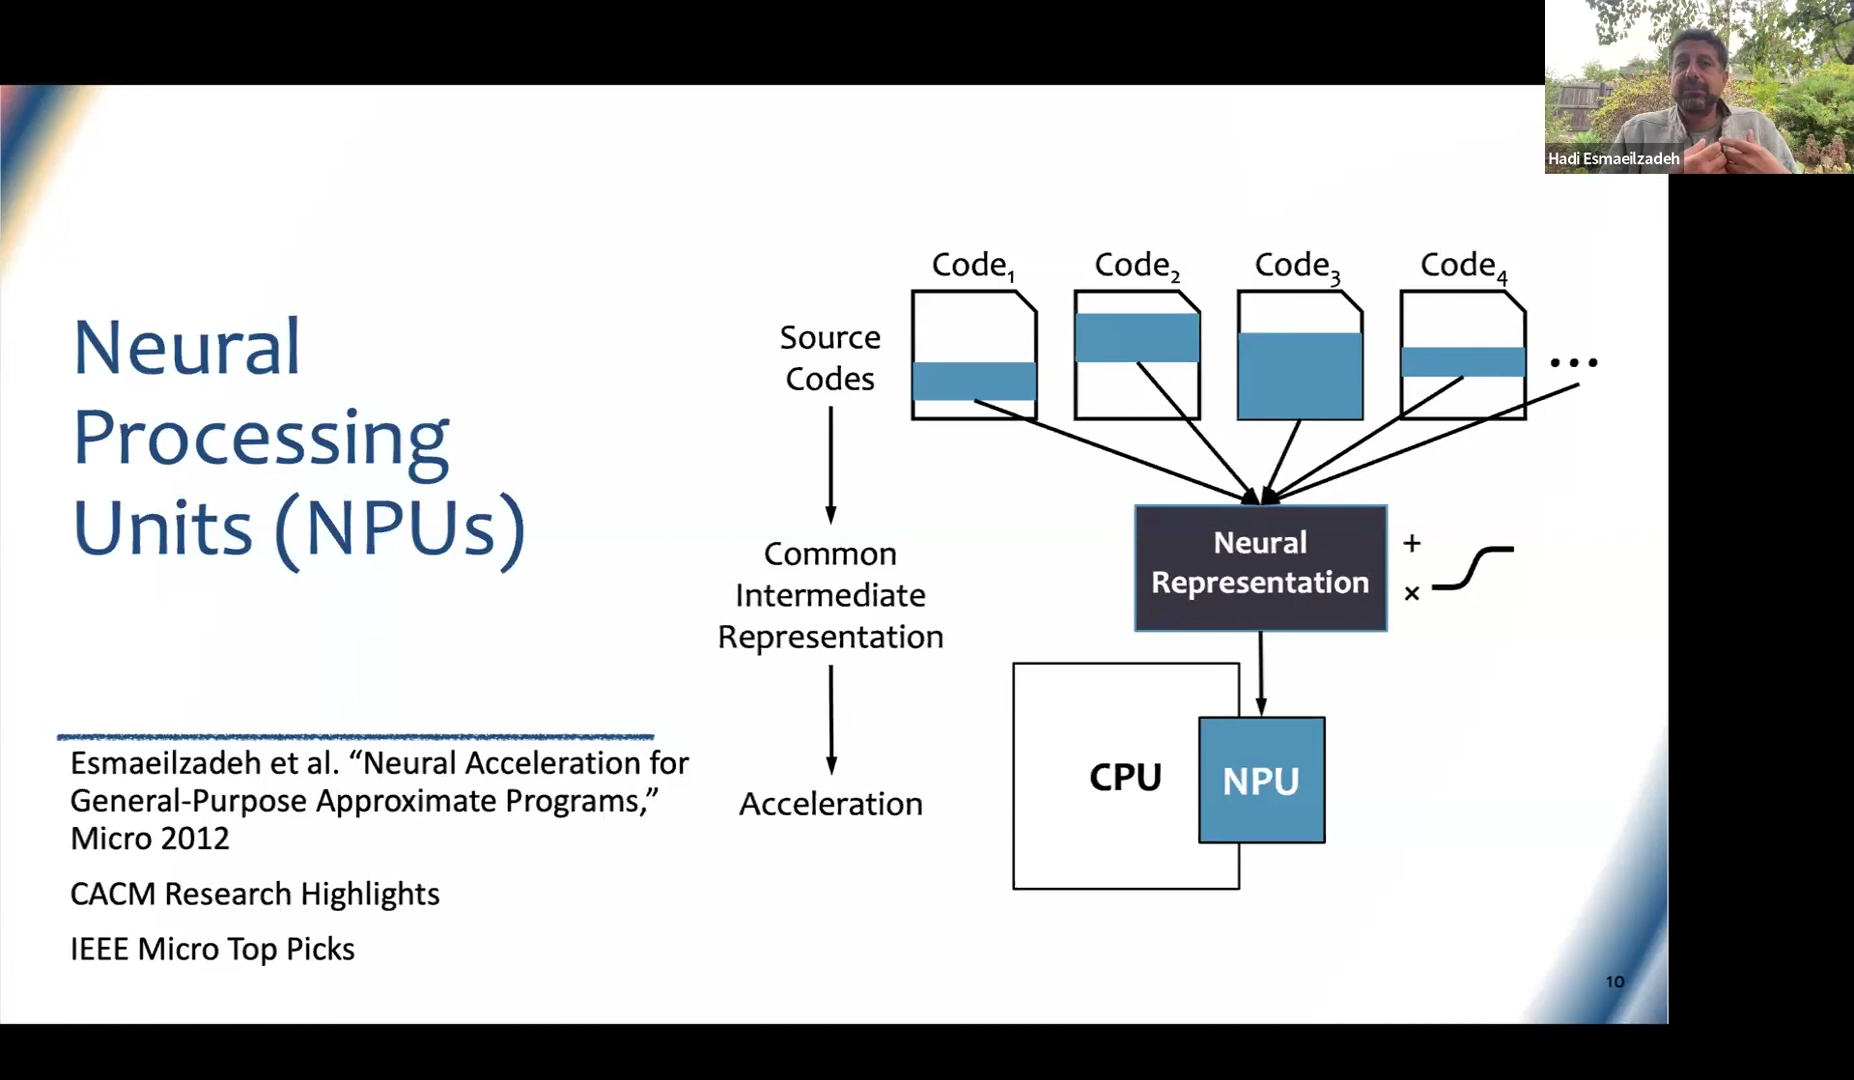 Hadi Esmaeilzadeh
Neural
Processing
Units (NPUs)
Esmaeilzadeh et al. “Neural Acceleration for
General-Purpose Approximate Programs,”
Micro 2012
CACM Research Highlights
IEEE Micro Top Picks
Code1 Code2 Code3 Code4
Source
Codes
...
Common
Intermediate
Representation
Neural
Representation
+
×
Acceleration
CPU
NPU
10